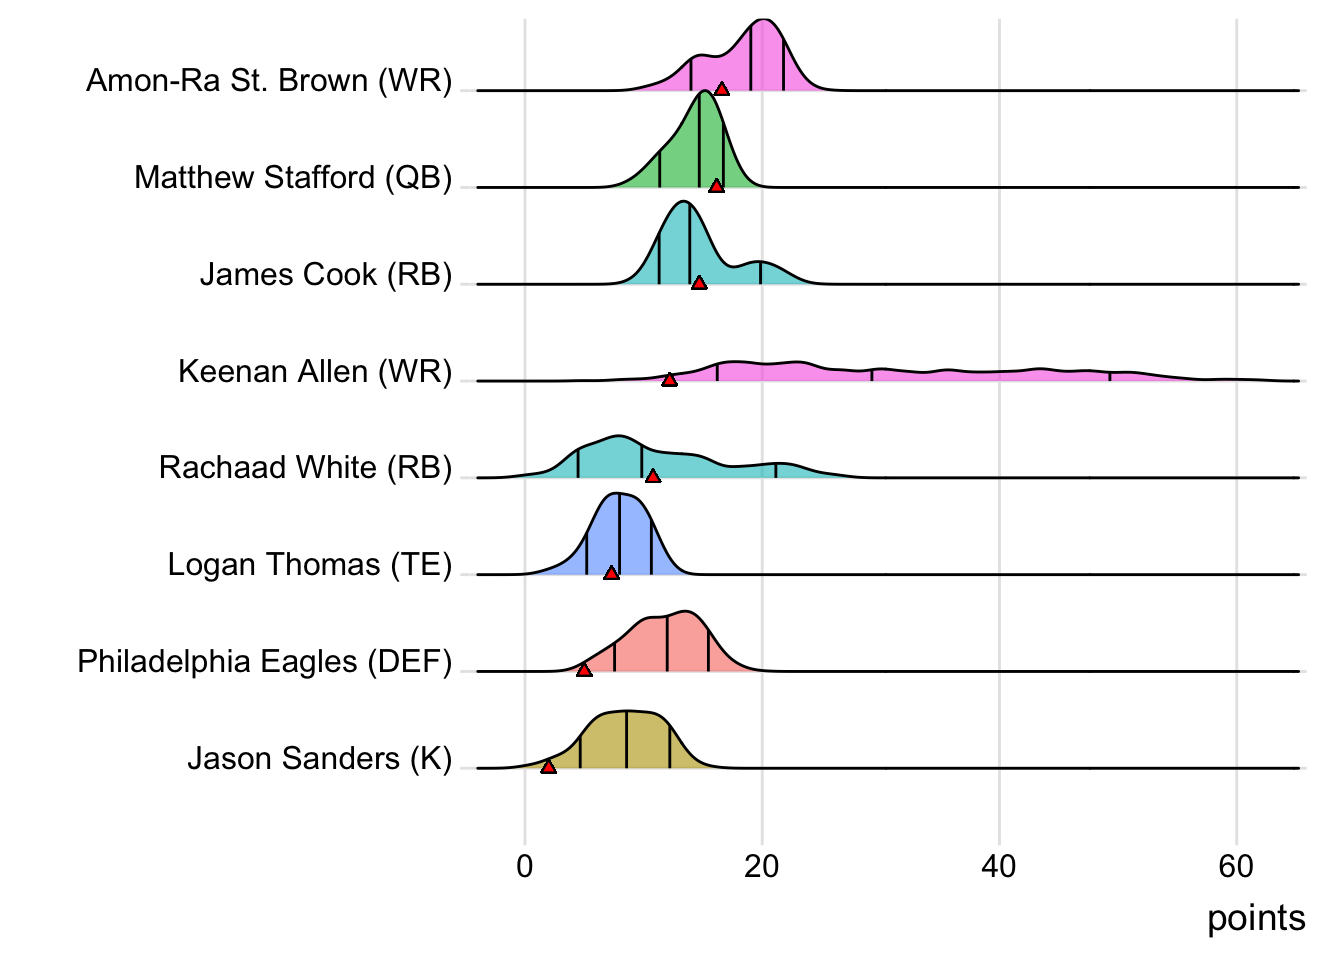 Amon-Ra St. Brown (WR)
Matthew Stafford (QB)
James Cook (RB)
Keenan Allen (WR)
Rachaad White (RB)
Logan Thomas (TE)
Philadelphia Eagles (DEF)
Jason Sanders (K)
0 20 40 60
points